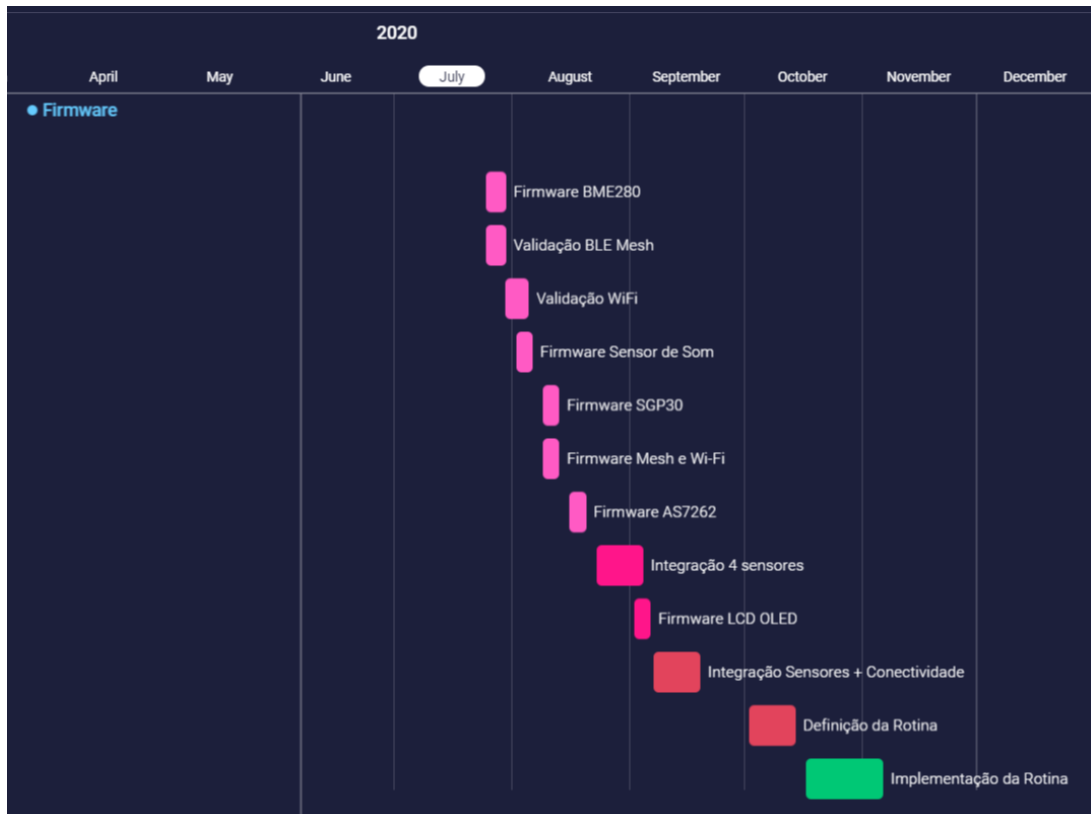 2020
April May June July August September October November December
Firmware
Firmware BME280
Validação BLE Mesh
Validação WiFi
Firmware Sensor de Som
Firmware SGP30
Firmware Mesh e Wi-Fi
Firmware AS7262
Integração 4 sensores
Firmware LCD OLED
Integração Sensores + Conectividade
Definição da Rotina
Implementação da Rotina